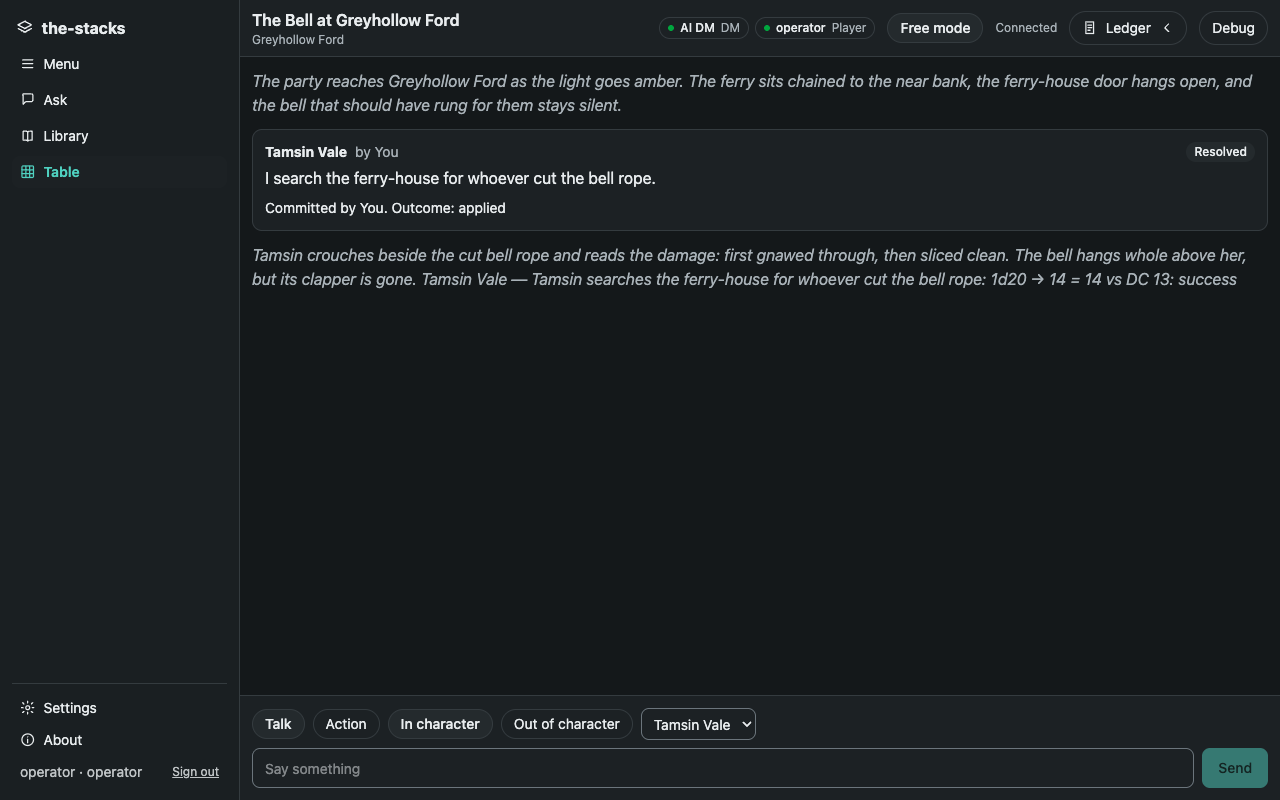 the-stacks
Menu
Ask
Library
Table
Settings
About
operator · operator
Sign out
The Bell at Greyhollow Ford
Greyhollow Ford
AI DM DM
operator Player
Free mode
Connected
Ledger
Debug
The party reaches Greyhollow Ford as the light goes amber. The ferry sits chained to the near bank, the ferry-house door hangs open, and
the bell that should have rung for them stays silent.
Tamsin Vale by You
Resolved
I search the ferry-house for whoever cut the bell rope.
Committed by You. Outcome: applied
Tamsin crouches beside the cut bell rope and reads the damage: first gnawed through, then sliced clean. The bell hangs whole above her,
but its clapper is gone. Tamsin Vale — Tamsin searches the ferry-house for whoever cut the bell rope: 1d20 → 14 = 14 vs DC 13: success
Talk
Action
In character
Out of character
Tamsin Vale
Say something
Send